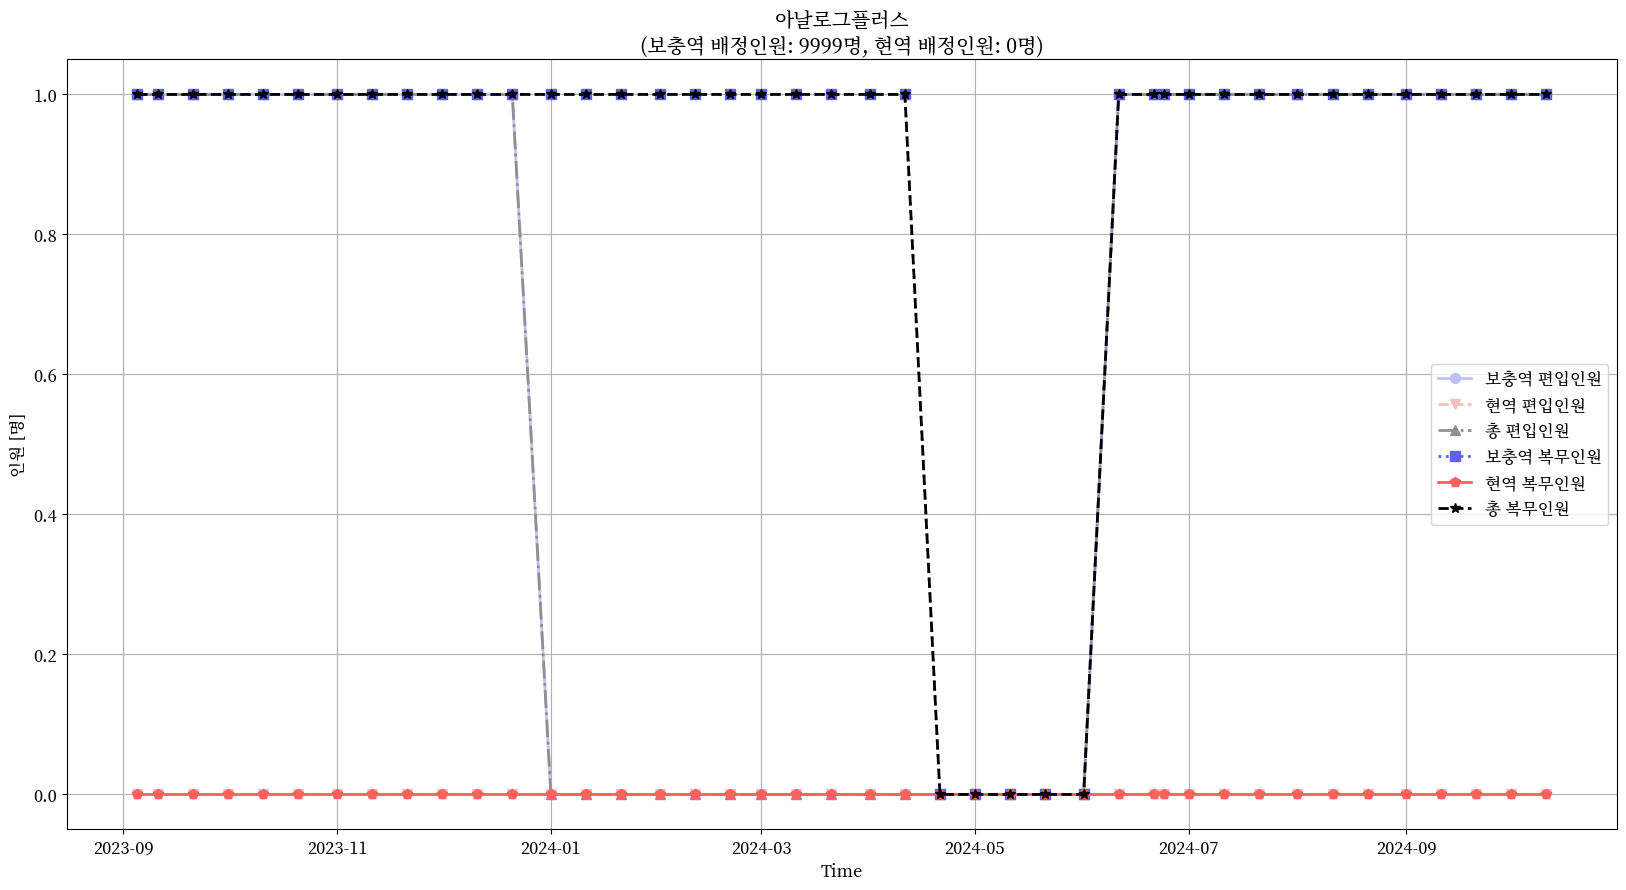 아날로그플러스
(보충역 배정인원: 9999명, 현역 배정인원: 0명)
1.0
0.8
0.6
0.4
0.2
0.0
인원 [명]
보충역 편입인원
현역 편입인원
총 편입인원
보충역 복무인원
현역 복무인원
총 복무인원
2023-09 2023-11 2024-01 2024-03 2024-05 2024-07 2024-09
Time